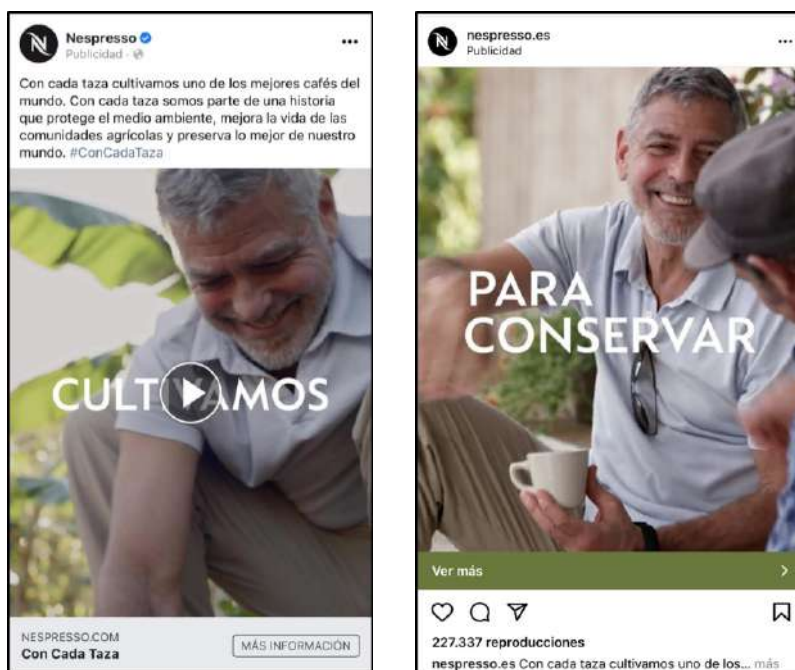 Nespresso
Publicidad ·
Con cada taza cultivamos uno de los mejores cafés del
mundo. Con cada taza somos parte de una historia
que protege el medio ambiente, mejora la vida de las
comunidades agrícolas y preserva lo mejor de nuestro
mundo. #ConCadaTaza
CULTIVAMOS
NESPRESSO.COM
Con Cada Taza
MÁS INFORMACIÓN
nespresso.es
Publicidad
PARA
CONSERVAR
Ver más
227.337 reproducciones
nespresso.es Con cada taza cultivamos uno de los... más